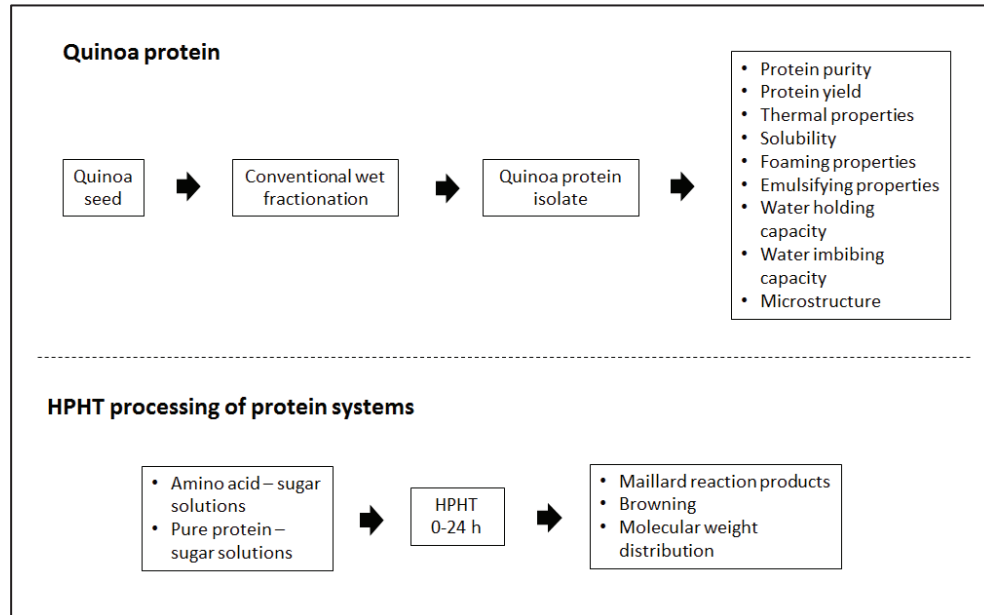 Quinoa protein
Quinoa
seed
Conventional wet
fractionation
Quinoa protein
isolate
• Protein purity
• Protein yield
• Thermal properties
• Solubility
• Foaming properties
• Emulsifying properties
• Water holding
capacity
• Water imbibing
capacity
• Microstructure
HPHT processing of protein systems
• Amino acid – sugar
solutions
• Pure protein –
sugar solutions
HPHT
0-24 h
• Maillard reaction products
• Browning
• Molecular weight
distribution